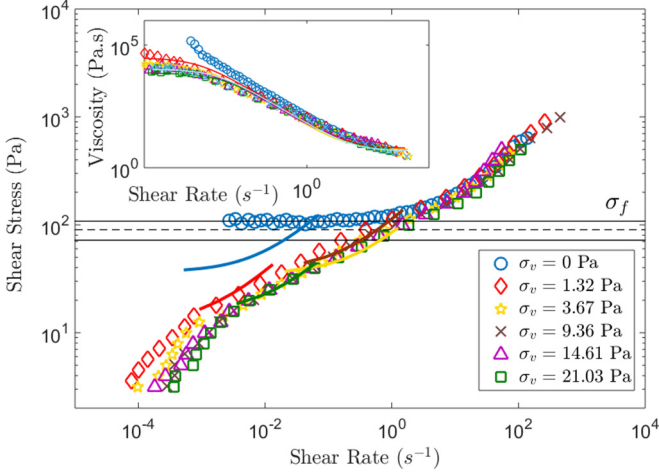 10^4
10^3
10^2
10^1
Shear Stress (Pa)
10^5
10^0
Viscosity (Pa.s)
Shear Rate (s^{-1})
10^0
σ_f
σ_v = 0 Pa
σ_v = 1.32 Pa
σ_v = 3.67 Pa
σ_v = 9.36 Pa
σ_v = 14.61 Pa
σ_v = 21.03 Pa
10^{-4}
10^{-2}
10^0
10^2
10^4
Shear Rate (s^{-1})